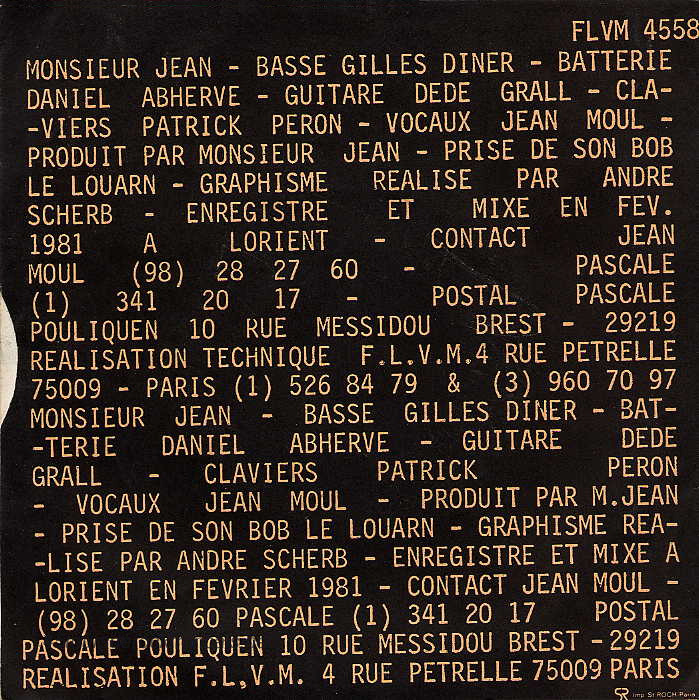 FLVM 4558
MONSIEUR JEAN - BASSE GILLES DINER - BATTERIE
DANIEL ABHERVE - GUITARE DEDE GRALL - CLA-
-VIERS PATRICK PERON - VOCAUX JEAN MOUL -
PRODUIT PAR MONSIEUR JEAN - PRISE DE SON BOB
LE LOUARN - GRAPHISME REALISE PAR ANDRE
SCHERB - ENREGISTRE ET MIXE EN FEV.
1981 A LORIENT - CONTACT JEAN
MOUL (98) 28 27 60 - PASCALE
(1) 341 20 17 - POSTAL PASCALE
POULIQUEN 10 RUE MESSIDOU BREST - 29219
REALISATION TECHNIQUE F.L.V.M.4 RUE PETRELLE
75009 - PARIS (1) 526 84 79 & (3) 960 70 97
MONSIEUR JEAN - BASSE GILLES DINER - BAT-
-TERIE DANIEL ABHERVE - GUITARE DEDE
GRALL - CLAVIERS PATRICK PERON
- VOCAUX JEAN MOUL - PRODUIT PAR M.JEAN
- PRISE DE SON BOB LE LOUARN - GRAPHISME REA-
-LISE PAR ANDRE SCHERB - ENREGISTRE ET MIXE A
LORIENT EN FEVRIER 1981 - CONTACT JEAN MOUL -
(98) 28 27 60 PASCALE (1) 341 20 17 POSTAL
PASCALE POULIQUEN 10 RUE MESSIDOU BREST - 29219
REALISATION F.L,V.M. 4 RUE PETRELLE 75009 PARIS
SR Imp St ROCH Paris